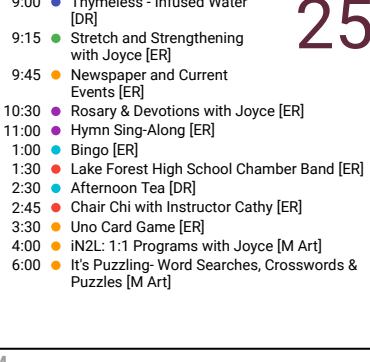 9:00 Thymeless - Infused Water
[DR]
25
9:15 Stretch and Strengthening
with Joyce [ER]
9:45 Newspaper and Current
Events [ER]
10:30 Rosary & Devotions with Joyce [ER]
11:00 Hymn Sing-Along [ER]
1:00 Bingo [ER]
1:30 Lake Forest High School Chamber Band [ER]
2:30 Afternoon Tea [DR]
2:45 Chair Chi with Instructor Cathy [ER]
3:30 Uno Card Game [ER]
4:00 iN2L: 1:1 Programs with Joyce [M Art]
6:00 It's Puzzling- Word Searches, Crosswords &
Puzzles [M Art]